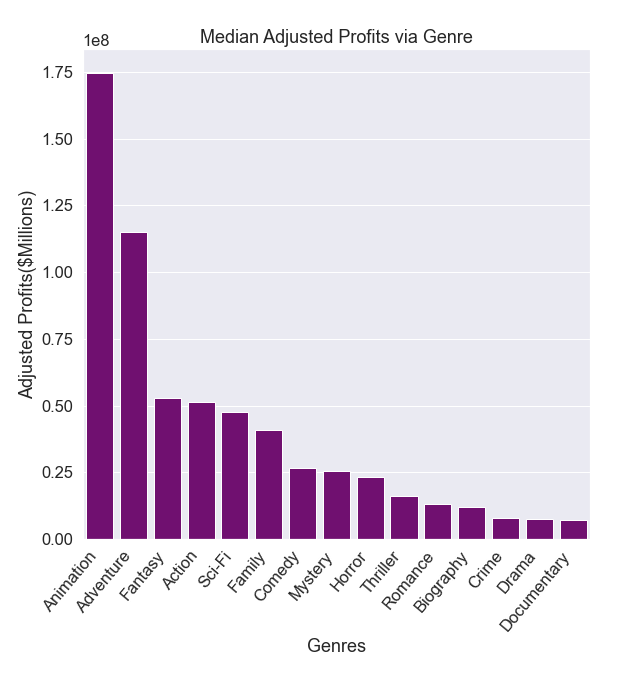 Median Adjusted Profits via Genre
1e8
1.75
1.50
1.25
1.00
0.75
0.50
0.25
0.00
Adjusted Profits($Millions)
Animation
Adventure
Fantasy
Action
Sci-Fi
Family
Comedy
Mystery
Horror
Thriller
Romance
Biography
Crime
Drama
Documentary
Genres